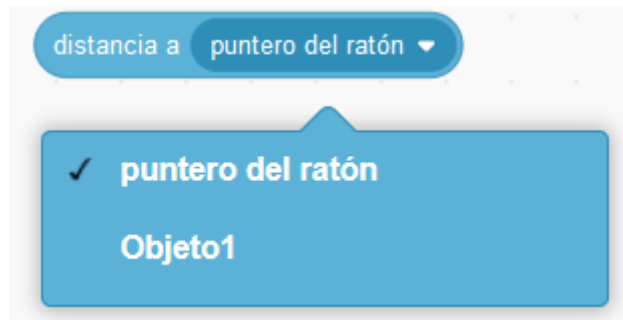 distancia a puntero del ratón
puntero del ratón
Objeto1